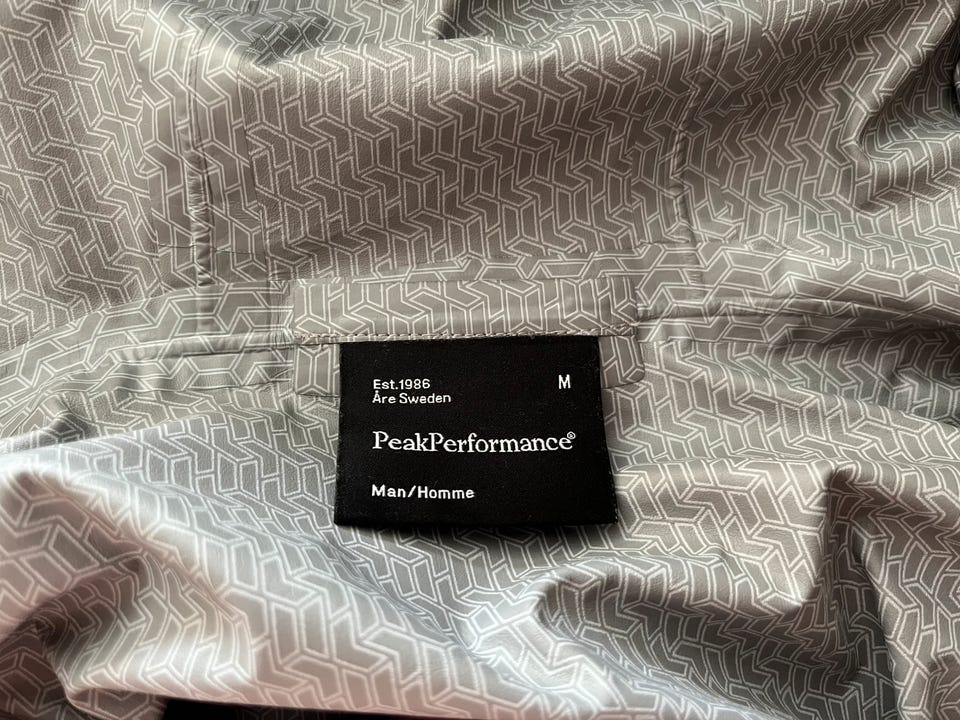 Est.1986 M
Åre Sweden
PeakPerformance®
Man/Homme